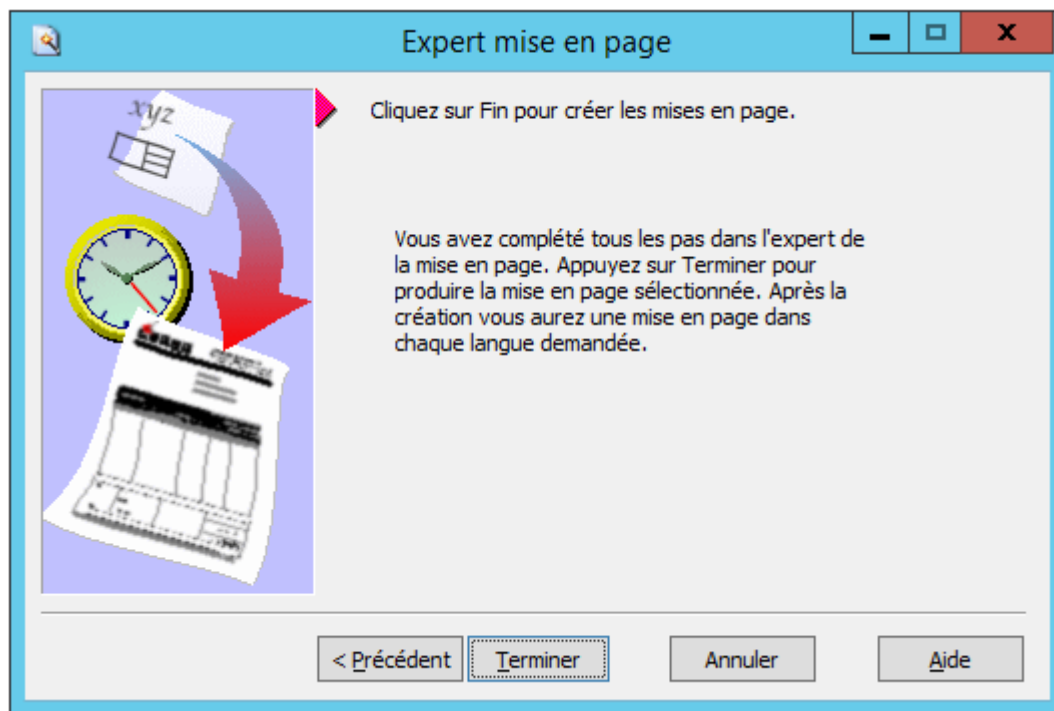 Expert mise en page
xyz
Cliquez sur Fin pour créer les mises en page.
Vous avez complété tous les pas dans l'expert de
la mise en page. Appuyez sur Terminer pour
produire la mise en page sélectionnée. Après la
création vous aurez une mise en page dans
chaque langue demandée.
< Précédent
Terminer
Annuler
Aide